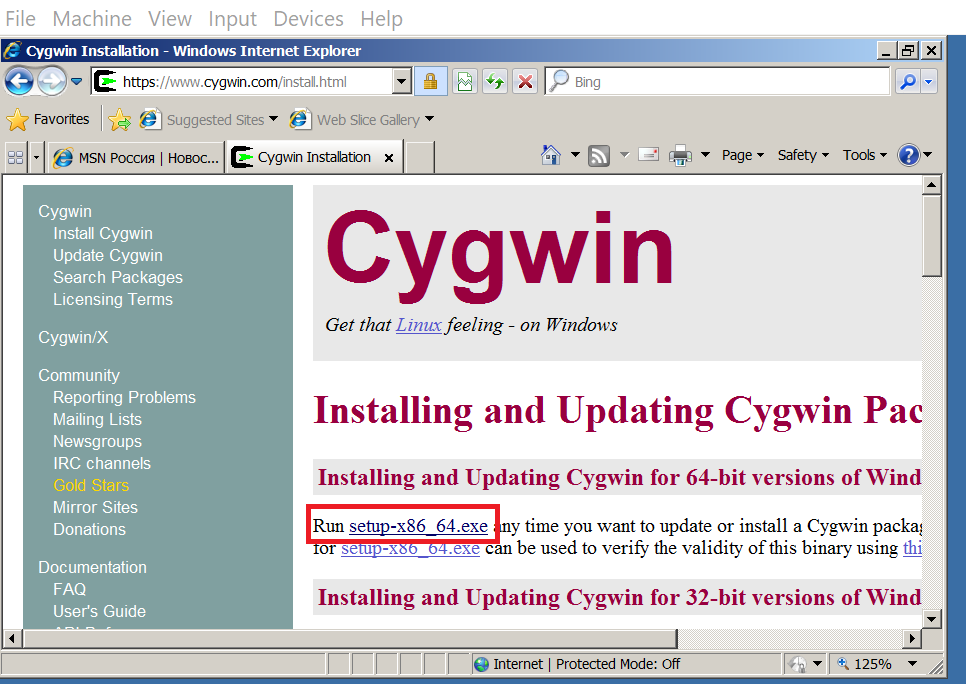 File Machine View Input Devices Help
Cygwin Installation - Windows Internet Explorer
https://www.cygwin.com/install.html
Bing
Favorites Suggested Sites Web Slice Gallery
MSN Россия | Новос... Cygwin Installation Page Safety Tools
Cygwin
Install Cygwin
Update Cygwin
Search Packages
Licensing Terms
Cygwin/X
Community
Reporting Problems
Mailing Lists
Newsgroups
IRC channels
Gold Stars
Mirror Sites
Donations
Documentation
FAQ
User's Guide
Cygwin
Get that Linux feeling - on Windows
Installing and Updating Cygwin Pac
Installing and Updating Cygwin for 64-bit versions of Wind
Run setup-x86_64.exe any time you want to update or install a Cygwin packag
for setup-x86_64.exe can be used to verify the validity of this binary using thi
Installing and Updating Cygwin for 32-bit versions of Wind
Internet | Protected Mode: Off 125%